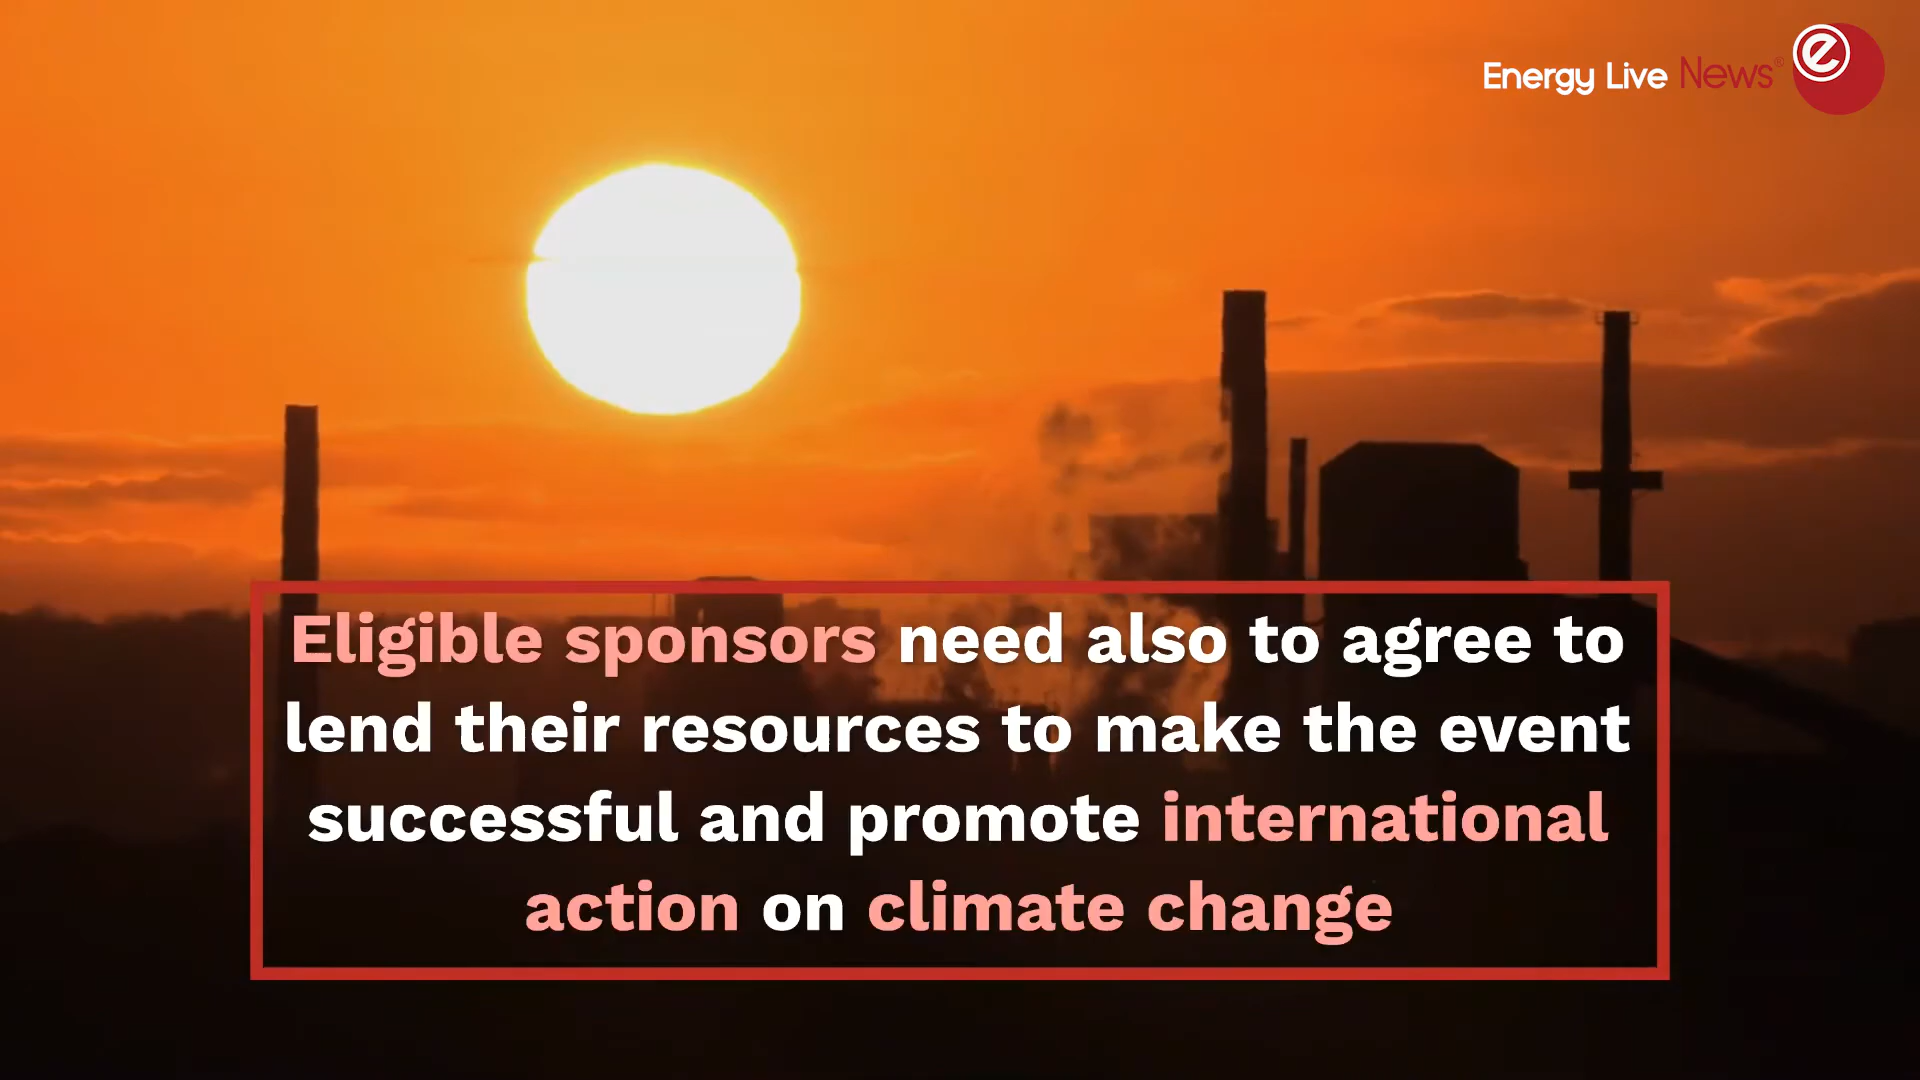 Energy Live News®
e
Eligible sponsors need also to agree to
lend their resources to make the event
successful and promote international
action on climate change